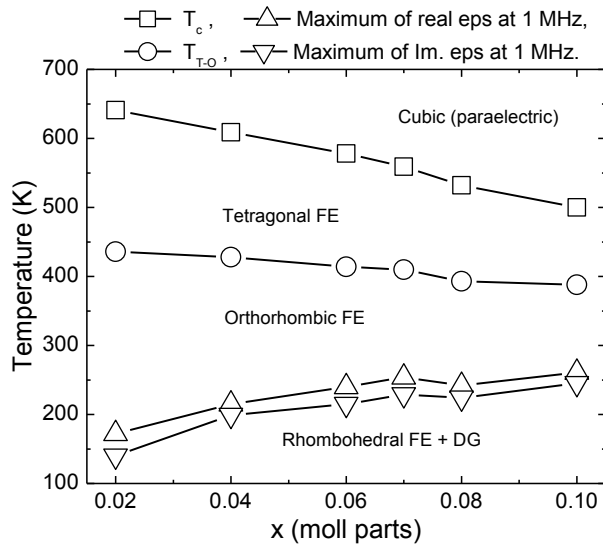 T_c , Maximum of real eps at 1 MHz,
T_T-O , Maximum of Im. eps at 1 MHz.
700
600
500
400
300
200
100
Temperature (K)
Cubic (paraelectric)
Tetragonal FE
Orthorhombic FE
Rhombohedral FE + DG
0.02 0.04 0.06 0.08 0.10
x (moll parts)